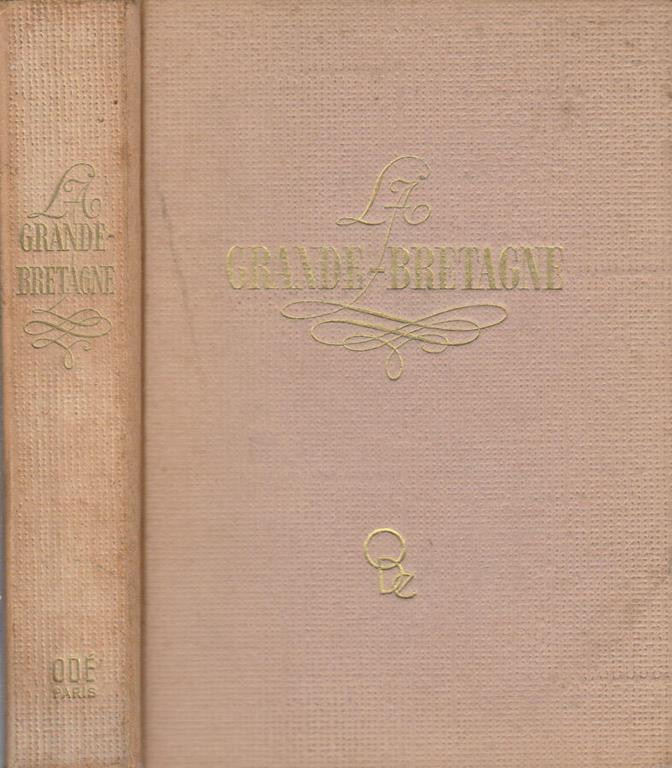 LA
GRANDE-
BRETAGNE
ODÉ
PARIS
LA
GRANDE-BRETAGNE
ODÉ